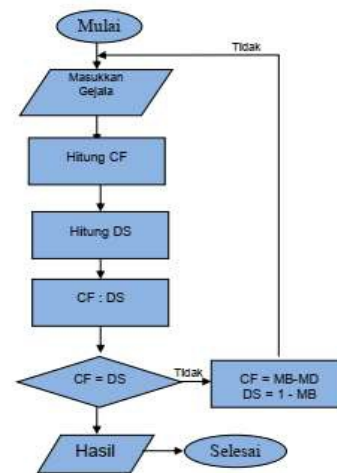 Mulai
Tidak
Masukkan
Gejala
Hitung CF
Hitung DS
CF : DS
CF = DS
Tidak
CF = MB-MD
DS = 1 - MB
Hasil
Selesai